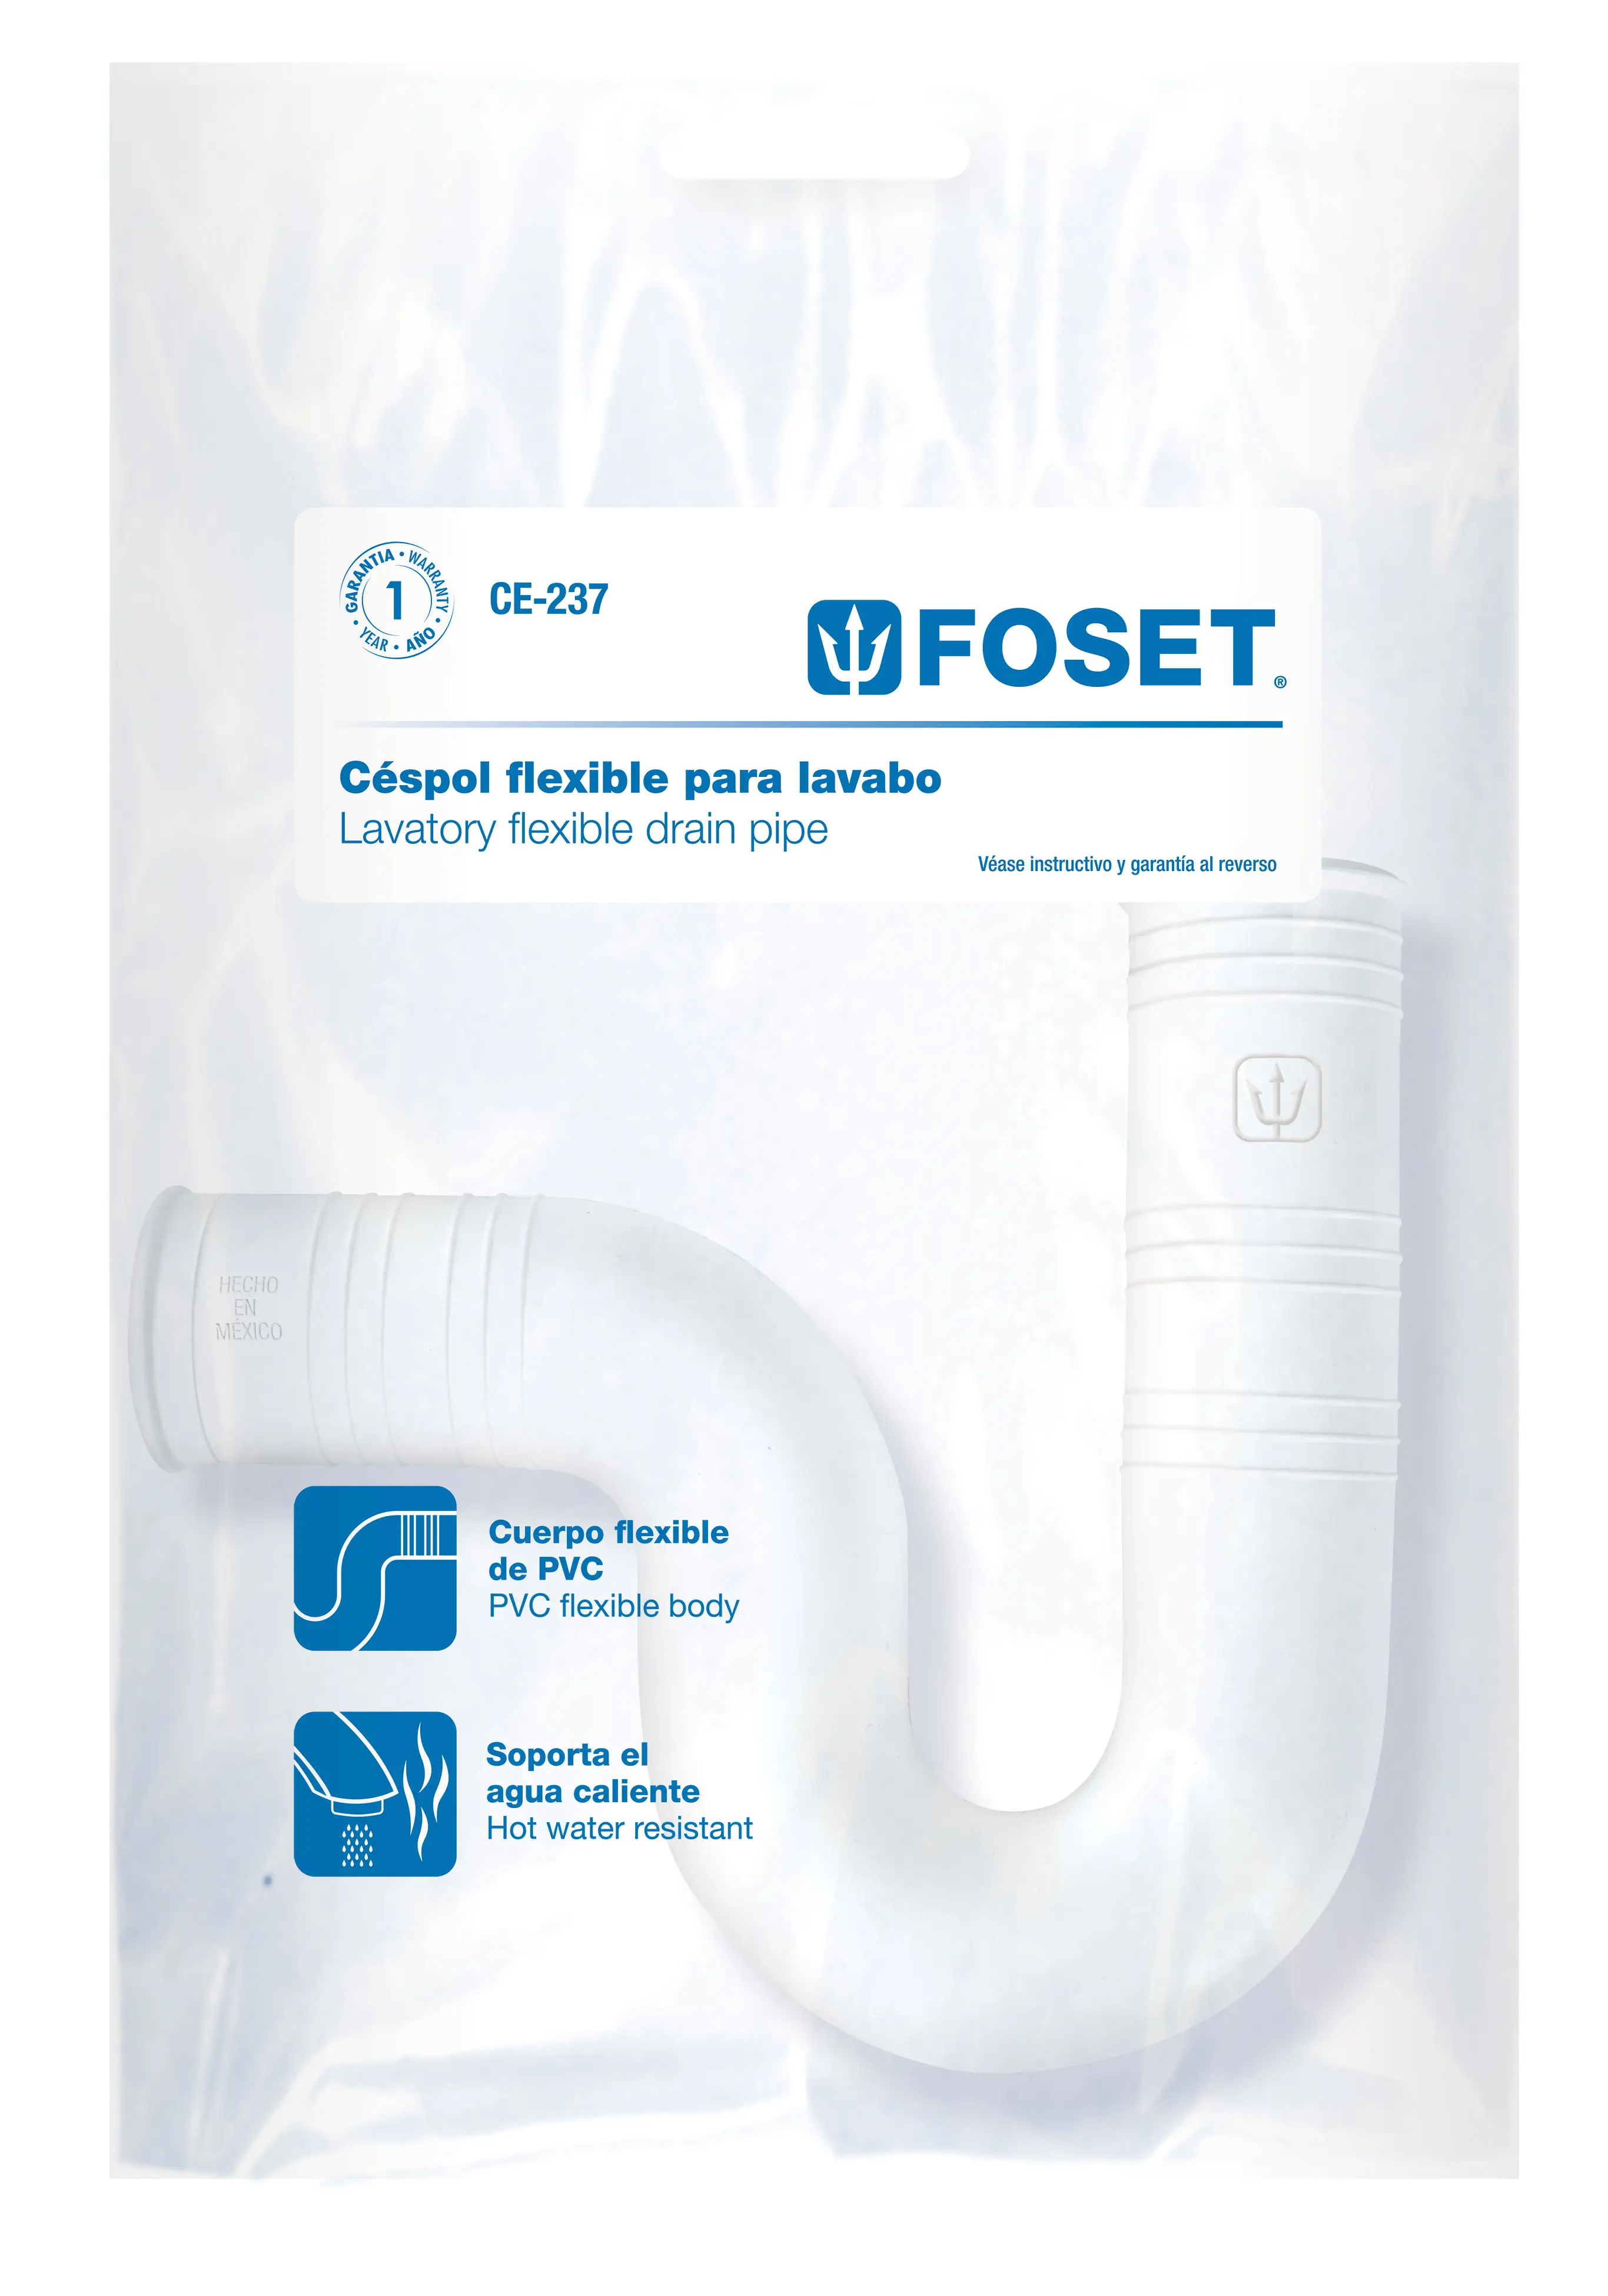 GARANTIA • WARRANTY • AÑO • YEAR •
1
CE-237
FOSET®
Céspol flexible para lavabo
Lavatory flexible drain pipe
Véase instructivo y garantía al reverso
HECHO
EN
MÉXICO
Cuerpo flexible
de PVC
PVC flexible body
Soporta el
agua caliente
Hot water resistant